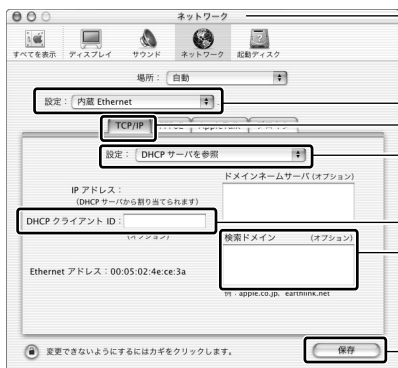 ネットワーク
すべてを表示 ディスプレイ サウンド ネットワーク 起動ディスク
場所： 自動
設定： 内蔵 Ethernet
TCP/IP AppleTalk
設定： DHCP サーバを参照
ドメインネームサーバ (オプション)
IP アドレス：
(DHCP サーバから割り当てられます)
DHCP クライアント ID：
(オプション)
検索ドメイン (オプション)
Ethernet アドレス：00:05:02:4e:ce:3a
例：apple.co.jp, earthlink.net
変更できないようにするにはカギをクリックします。
保存